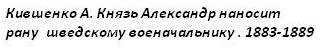 Кившенко А. Князь Александр наносит
рану шведскому военачальнику . 1883-1889